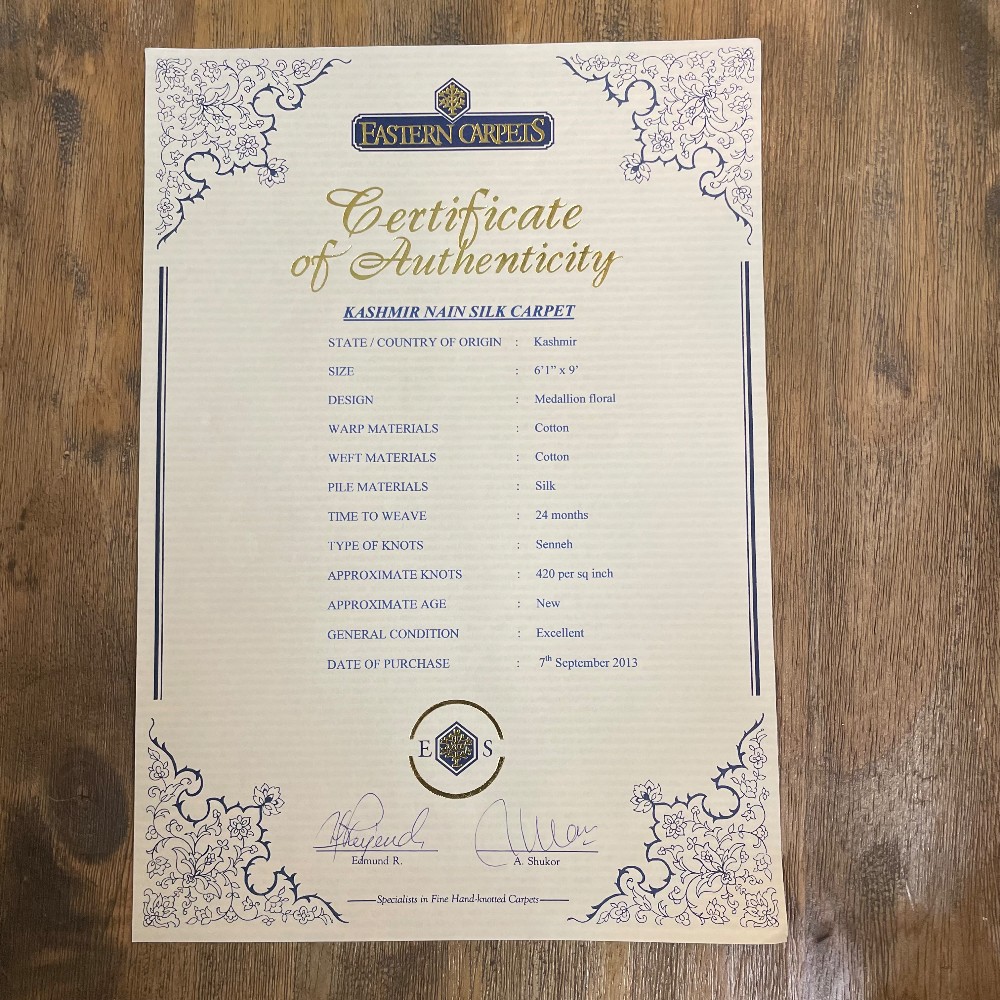 EASTERN CARPETS
Certificate
of Authenticity
KASHMIR NAIN SILK CARPET
STATE / COUNTRY OF ORIGIN : Kashmir
SIZE : 6'1" x 9'
DESIGN : Medallion floral
WARP MATERIALS : Cotton
WEFT MATERIALS : Cotton
PILE MATERIALS : Silk
TIME TO WEAVE : 24 months
TYPE OF KNOTS : Senneh
APPROXIMATE KNOTS : 420 per sq inch
APPROXIMATE AGE : New
GENERAL CONDITION : Excellent
DATE OF PURCHASE : 7th September 2013
E S
Edmund R. A. Shukor
Specialists in Fine Hand-knotted Carpets